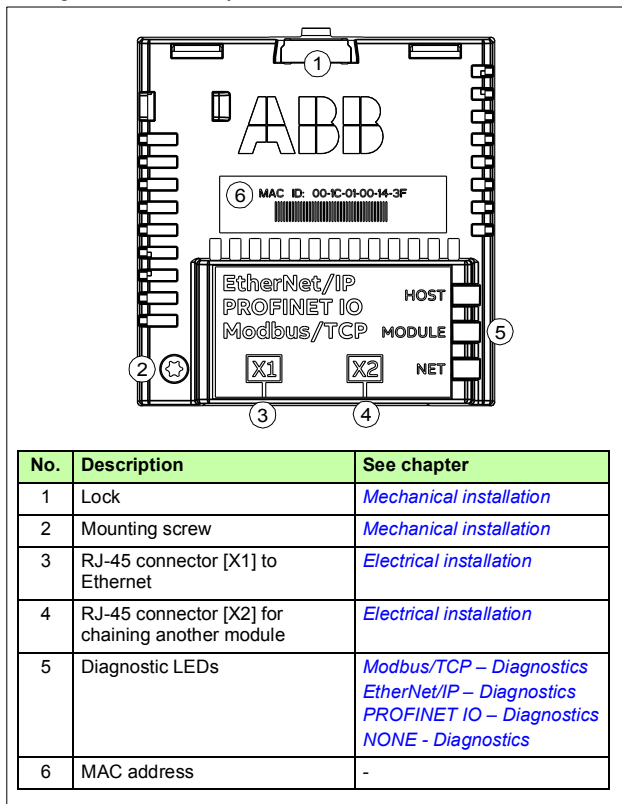 1
ABB
6 MAC ID: 00-1C-01-00-14-3F
EtherNet/IP
PROFINET IO HOST
Modbus/TCP MODULE 5
2 X1 X2 NET
3 4
No. Description See chapter
1 Lock Mechanical installation
2 Mounting screw Mechanical installation
3 RJ-45 connector [X1] to Electrical installation
Ethernet
4 RJ-45 connector [X2] for Electrical installation
chaining another module
5 Diagnostic LEDs Modbus/TCP – Diagnostics
EtherNet/IP – Diagnostics
PROFINET IO – Diagnostics
NONE - Diagnostics
6 MAC address -